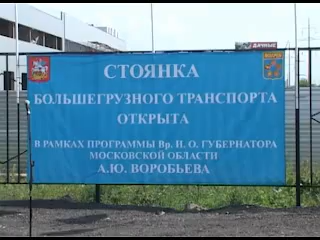 СТОЯНКА
БОЛЬШЕГРУЗНОГО ТРАНСПОРТА
ОТКРЫТА
В РАМКАХ ПРОГРАММЫ Вр. И. О. ГУБЕРНАТОРА
МОСКОВСКОЙ ОБЛАСТИ
А.Ю. ВОРОБЬЕВА